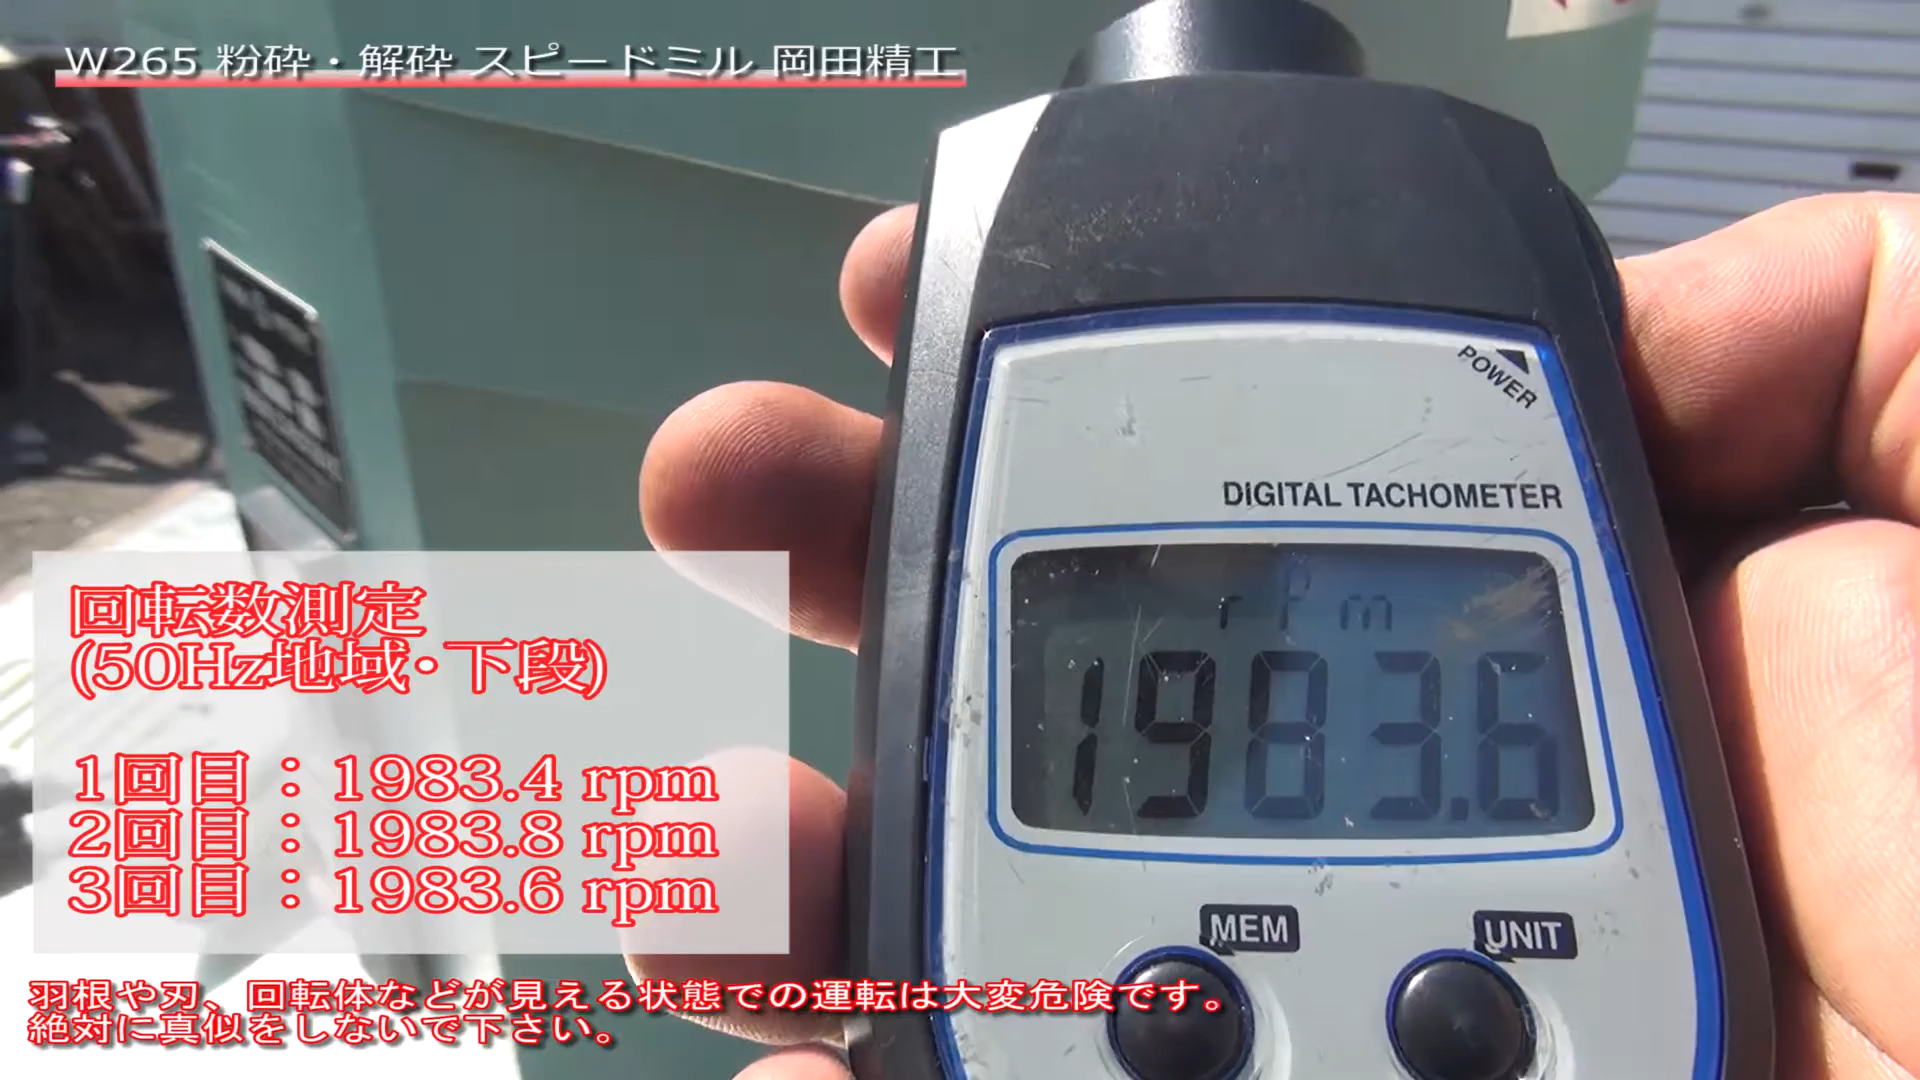 W265 粉砕・解砕 スピードミル 岡田精工
POWER
DIGITAL TACHOMETER
rpm
1983.6
MEM
UNIT
回転数測定
(50Hz地域・下段)
1回目：1983.4 rpm
2回目：1983.8 rpm
3回目：1983.6 rpm
羽根や刃、回転体などが見える状態での運転は大変危険です。
絶対に真似をしないで下さい。